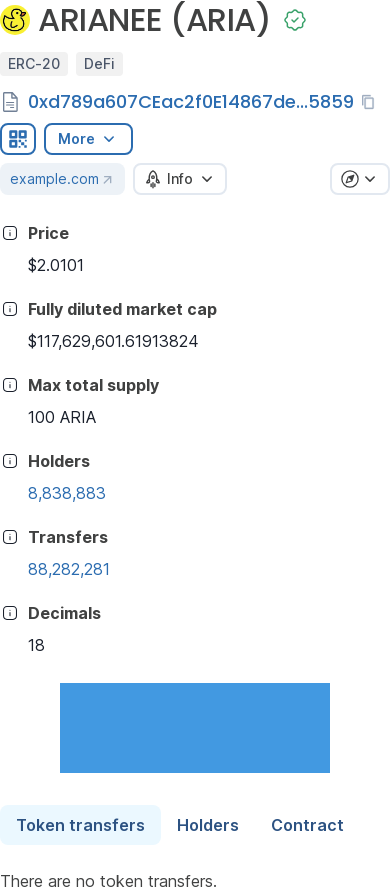 ARIANEE (ARIA)
ERC-20 DeFi
0xd789a607CEac2f0E14867de...5859
More
example.com Info
Price
$2.0101
Fully diluted market cap
$117,629,601.61913824
Max total supply
100 ARIA
Holders
8,838,883
Transfers
88,282,281
Decimals
18
Token transfers Holders Contract
There are no token transfers.